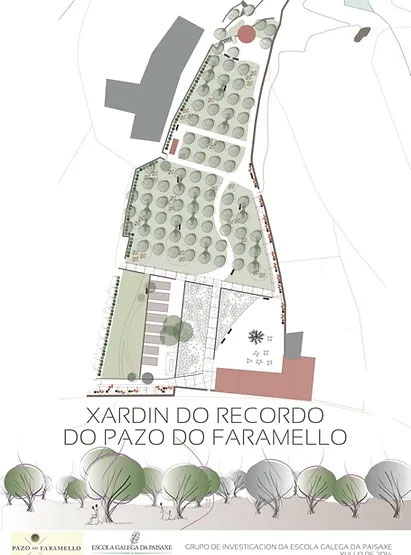 XARDIN DO RECORDO
DO PAZO DO FARAMELLO
PAZO DO FARAMELLO
ESCOLA GALEGA DA PAISAXE
GRUPO DE INVESTIGACION DA ESCOLA GALEGA DA PAISAXE
XULLO DE 2014